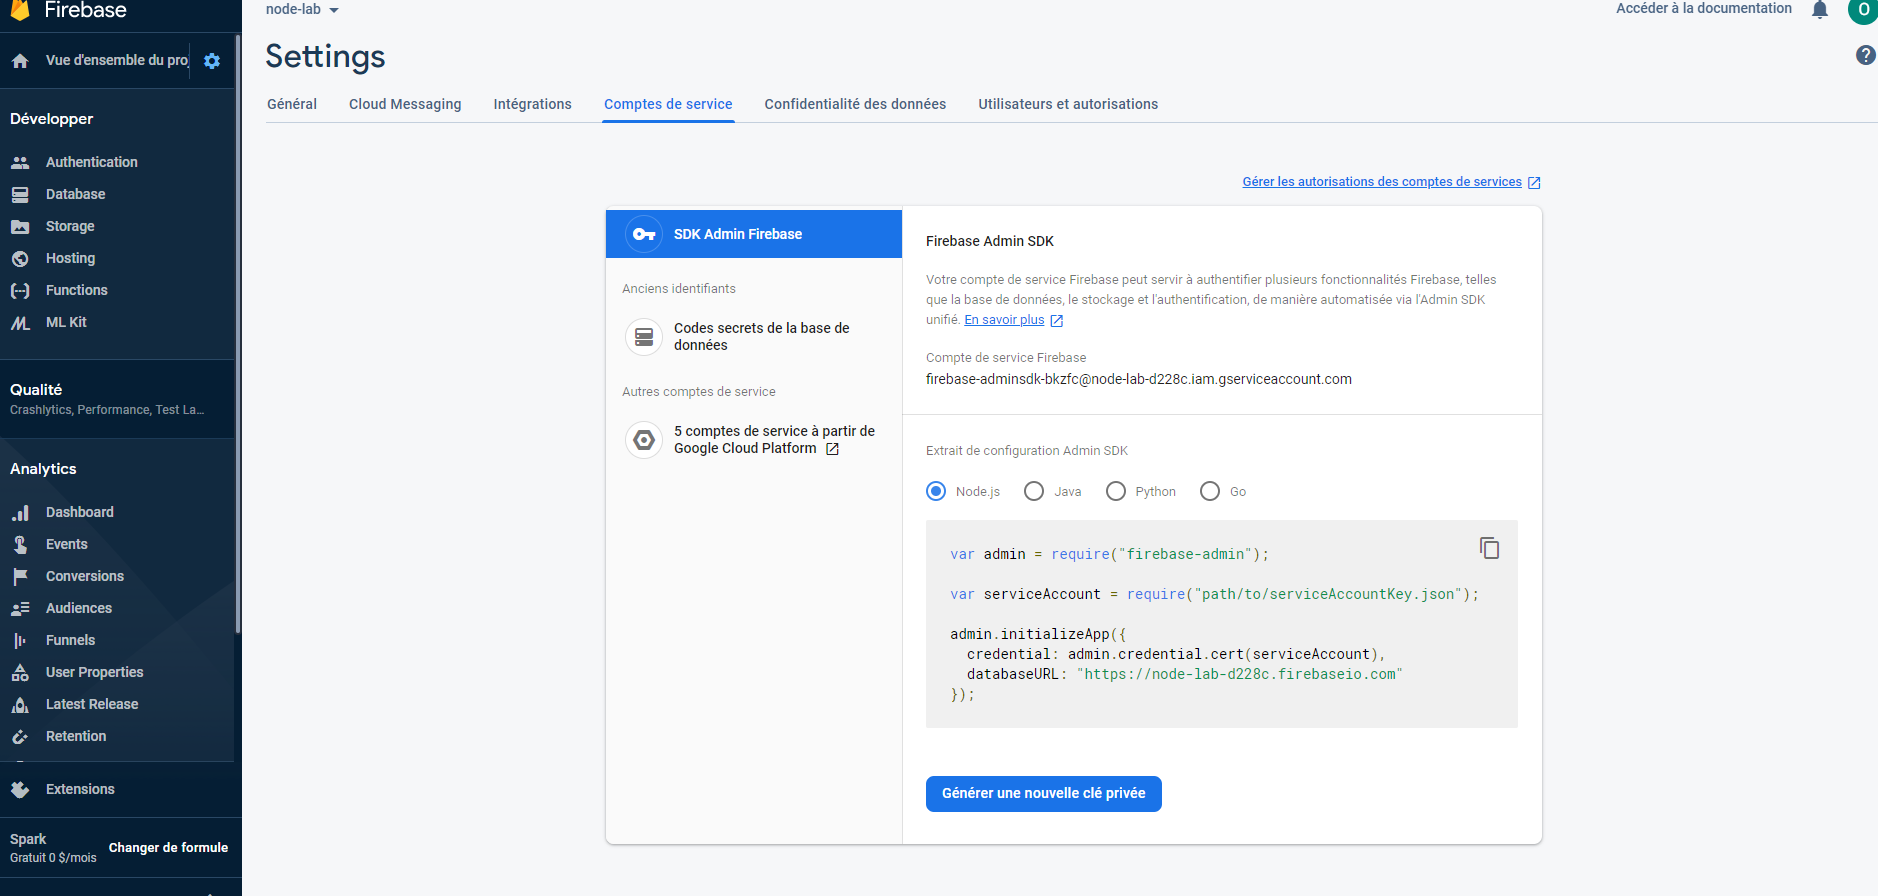 Firebase
node-lab
Accéder à la documentation
O
Vue d'ensemble du proj
Settings
?
Général
Cloud Messaging
Intégrations
Comptes de service
Confidentialité des données
Utilisateurs et autorisations
Développer
Authentication
Database
Storage
Hosting
Functions
ML Kit
Qualité
Crashlytics, Performance, Test La...
Analytics
Dashboard
Events
Conversions
Audiences
Funnels
User Properties
Latest Release
Retention
Extensions
Spark
Gratuit 0 $/mois
Changer de formule
Gérer les autorisations des comptes de services
SDK Admin Firebase
Anciens identifiants
Codes secrets de la base de
données
Autres comptes de service
5 comptes de service à partir de
Google Cloud Platform
Firebase Admin SDK
Votre compte de service Firebase peut servir à authentifier plusieurs fonctionnalités Firebase, telles
que la base de données, le stockage et l'authentification, de manière automatisée via l'Admin SDK
unifié. En savoir plus
Compte de service Firebase
firebase-adminsdk-bkzfc@node-lab-d228c.iam.gserviceaccount.com
Extrait de configuration Admin SDK
Node.js
Java
Python
Go
var admin = require("firebase-admin");
var serviceAccount = require("path/to/serviceAccountKey.json");
admin.initializeApp({
  credential: admin.credential.cert(serviceAccount),
  databaseURL: "https://node-lab-d228c.firebaseio.com"
});
Générer une nouvelle clé privée